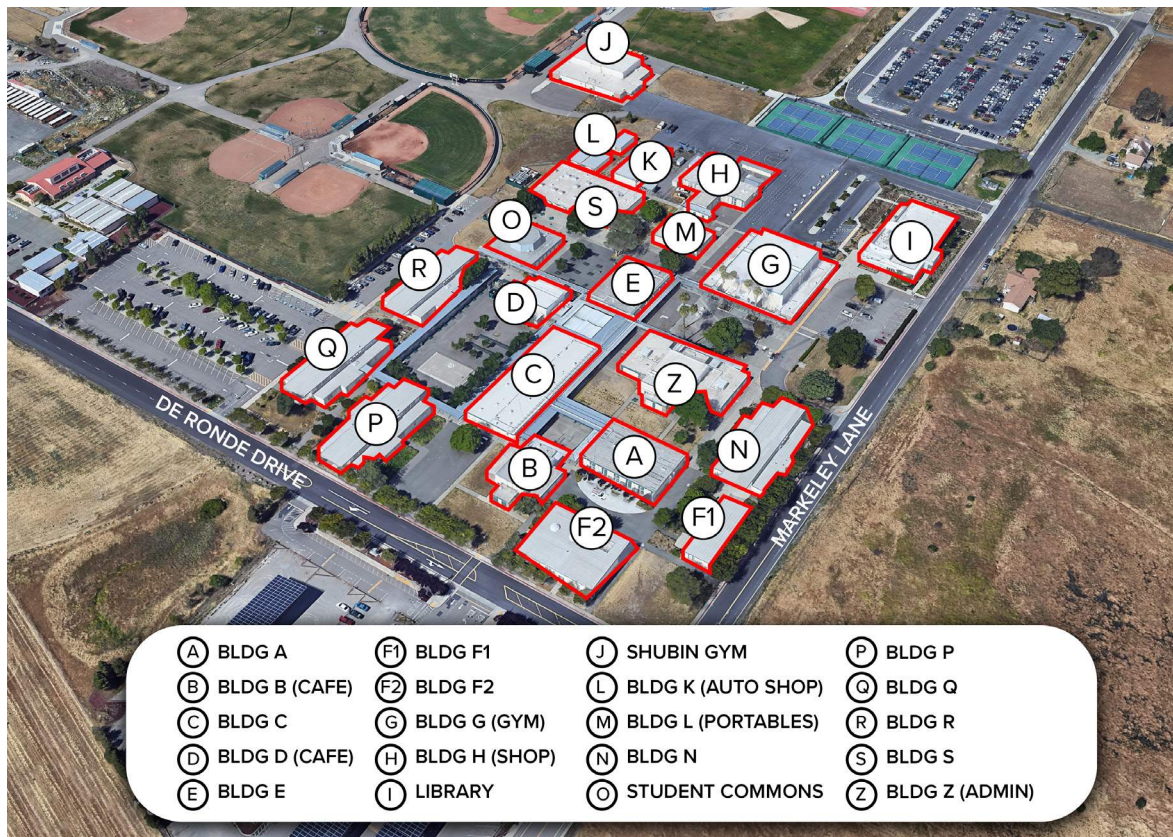 J
L
K
H
S
O
M
I
R
G
E
D
Q
C
Z
P
N
B
A
F1
F2
DE RONDE DRIVE
MARKELEY LANE
A BLDG A
B BLDG B (CAFE)
C BLDG C
D BLDG D (CAFE)
E BLDG E
F1 BLDG F1
F2 BLDG F2
G BLDG G (GYM)
H BLDG H (SHOP)
I LIBRARY
J SHUBIN GYM
L BLDG K (AUTO SHOP)
M BLDG L (PORTABLES)
N BLDG N
O STUDENT COMMONS
P BLDG P
Q BLDG Q
R BLDG R
S BLDG S
Z BLDG Z (ADMIN)